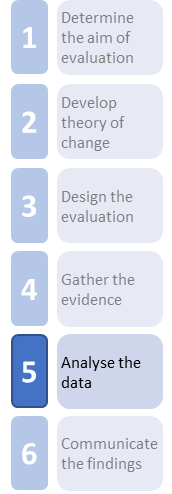 1
Determine
the aim of
evaluation
2
Develop
theory of
change
3
Design the
evaluation
4
Gather the
evidence
5
Analyse the
data
6
Communicate
the findings